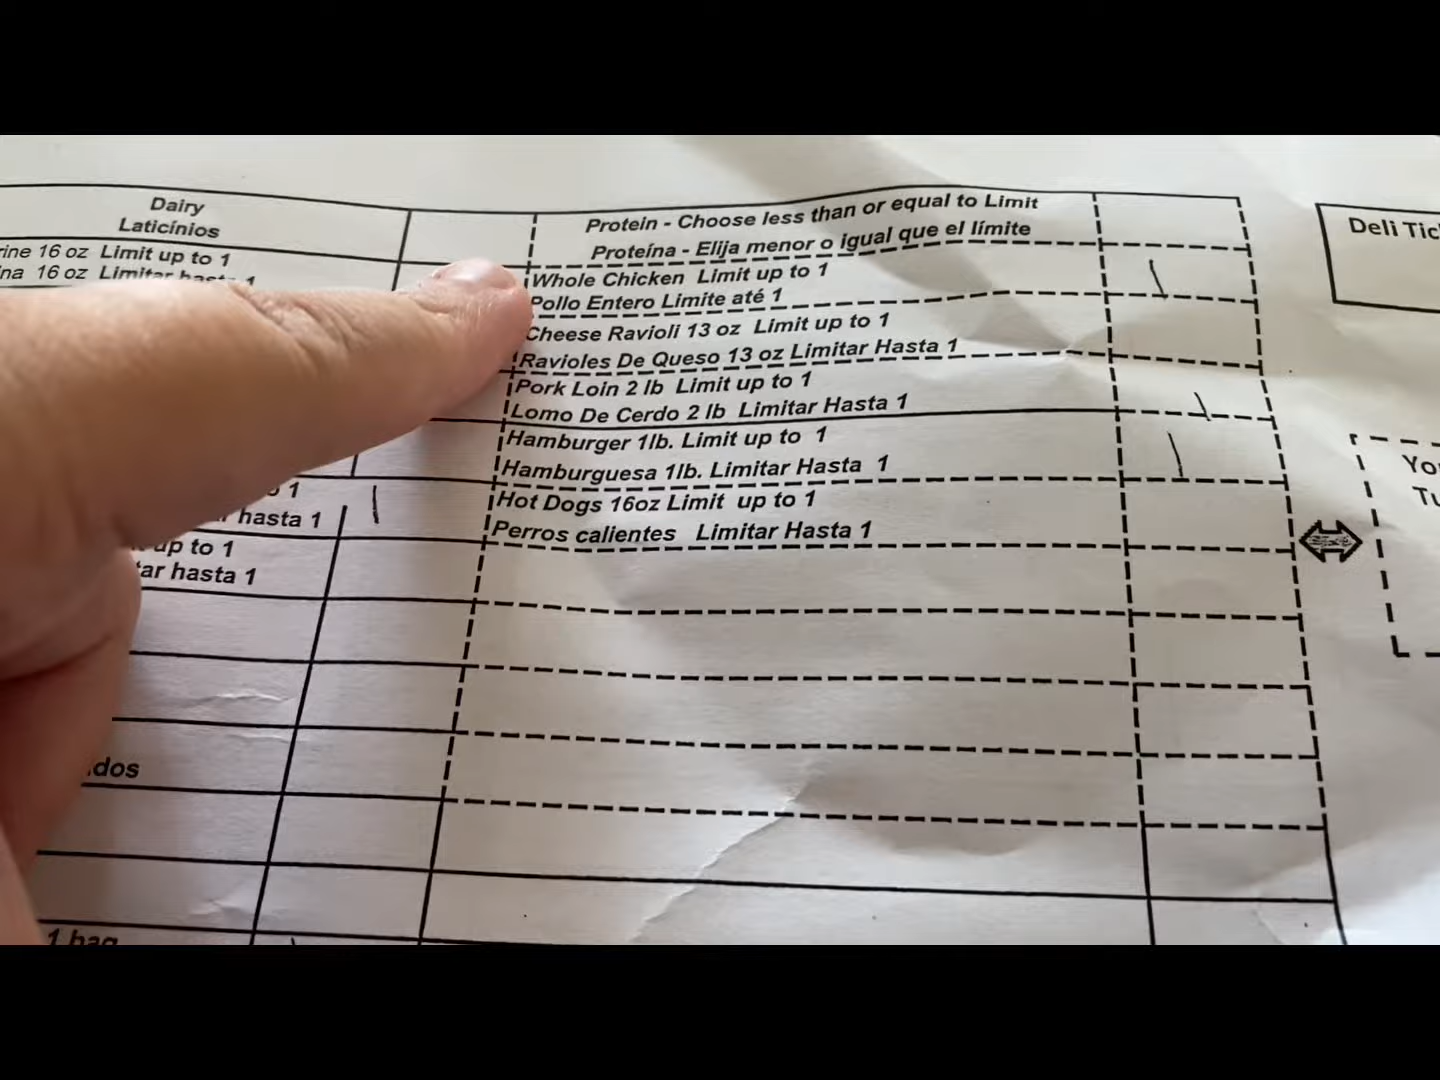 Dairy
Laticínios
rine 16 oz Limit up to 1
ina 16 oz Limitar hasta 1
Protein - Choose less than or equal to Limit
Proteína - Elija menor o igual que el límite
Whole Chicken Limit up to 1
Pollo Entero Limite até 1
Cheese Ravioli 13 oz Limit up to 1
Ravioles De Queso 13 oz Limitar Hasta 1
Pork Loin 2 lb Limit up to 1
Lomo De Cerdo 2 lb Limitar Hasta 1
Hamburger 1lb. Limit up to 1
Hamburguesa 1lb. Limitar Hasta 1
Hot Dogs 16oz Limit up to 1
Perros calientes Limitar Hasta 1
1
hasta 1
up to 1
tar hasta 1
dos
1 bag
Deli Tic
Yo
Tu